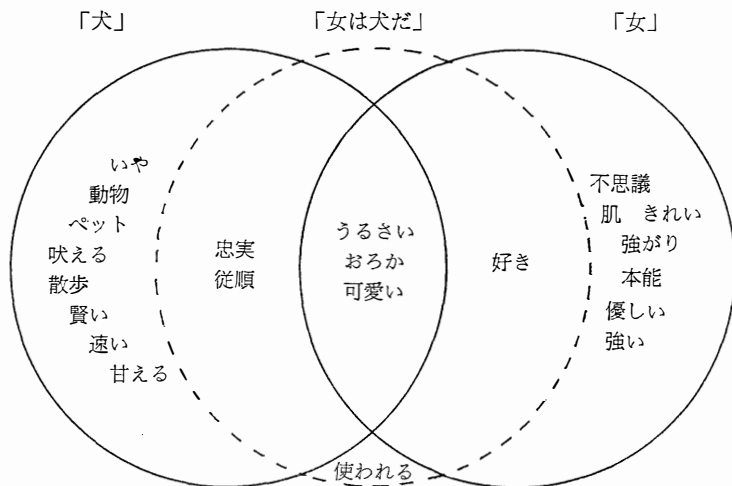 「犬」
「女は犬だ」
「女」
いや
動物
ペット
吠える
散歩
賢い
速い
甘える
忠実
従順
うるさい
おろか
可愛い
好き
不思議
肌 きれい
強がり
本能
優しい
強い
使われる